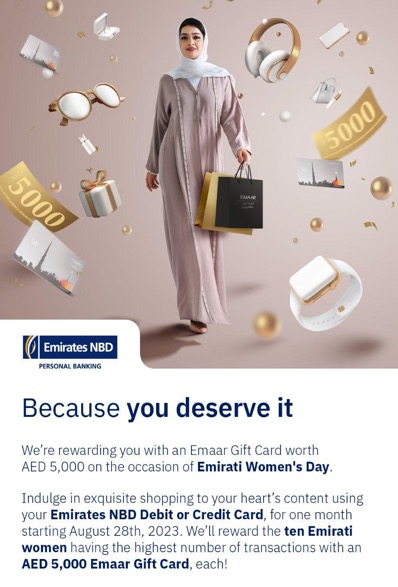 5000
5000
EMAAR
Emirates NBD
PERSONAL BANKING
Because you deserve it
We're rewarding you with an Emaar Gift Card worth
AED 5,000 on the occasion of Emirati Women's Day.
Indulge in exquisite shopping to your heart's content using
your Emirates NBD Debit or Credit Card, for one month
starting August 28th, 2023. We'll reward the ten Emirati
women having the highest number of transactions with an
AED 5,000 Emaar Gift Card, each!